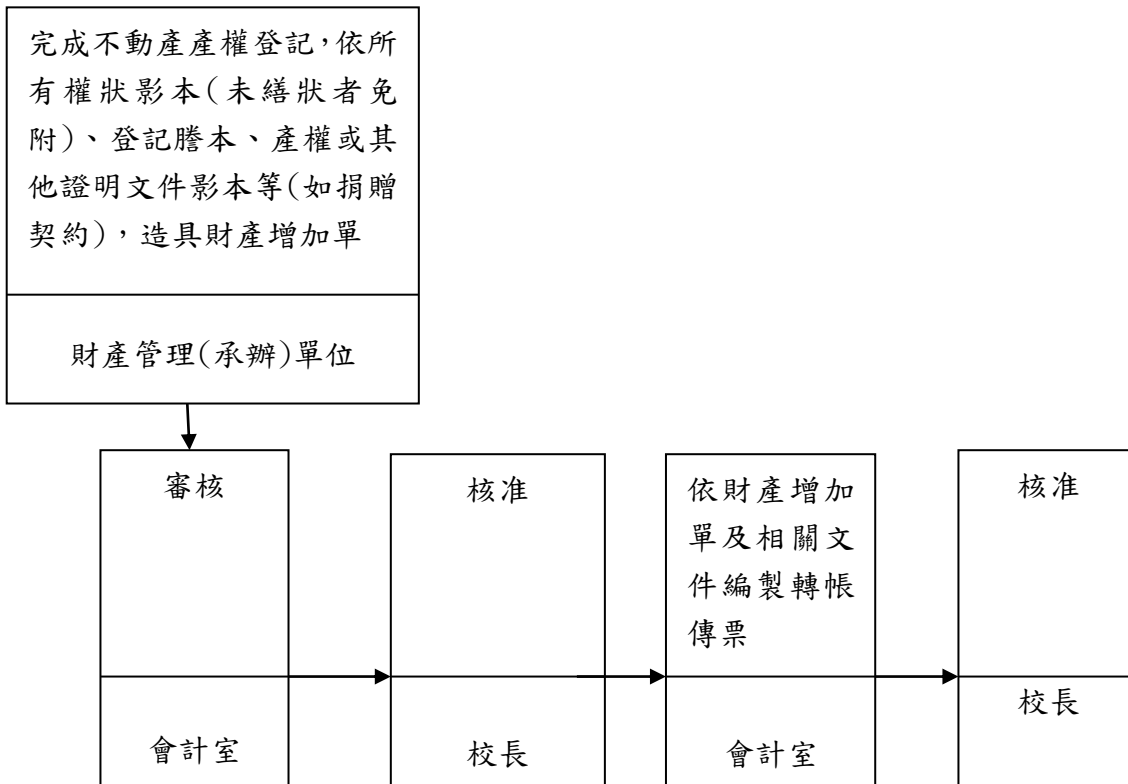 完成不動產產權登記，依所
有權狀影本(未繕狀者免
附)、登記謄本、產權或其
他證明文件影本等(如捐贈
契約)，造具財產增加單
財產管理(承辦)單位
審核
會計室
核准
校長
依財產增加
單及相關文
件編製轉帳
傳票
會計室
核准
校長